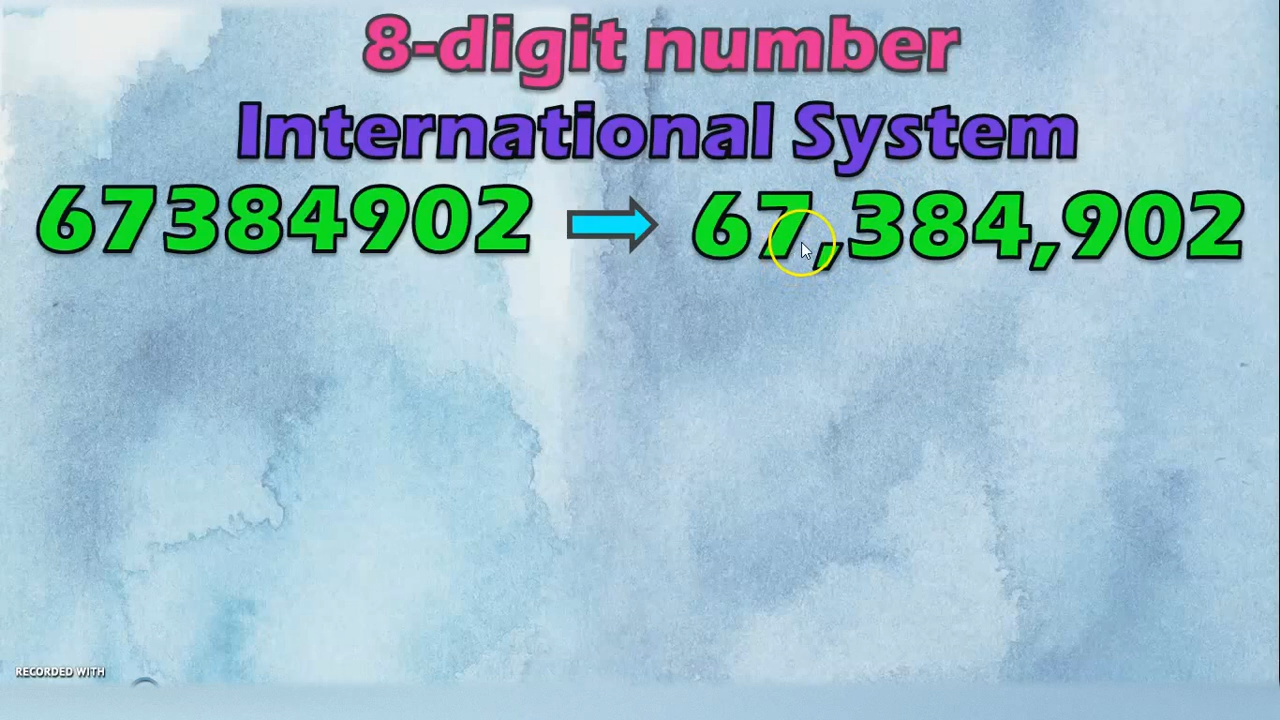 8-digit number
International System
67384902 67,384,902
RECORDED WITH